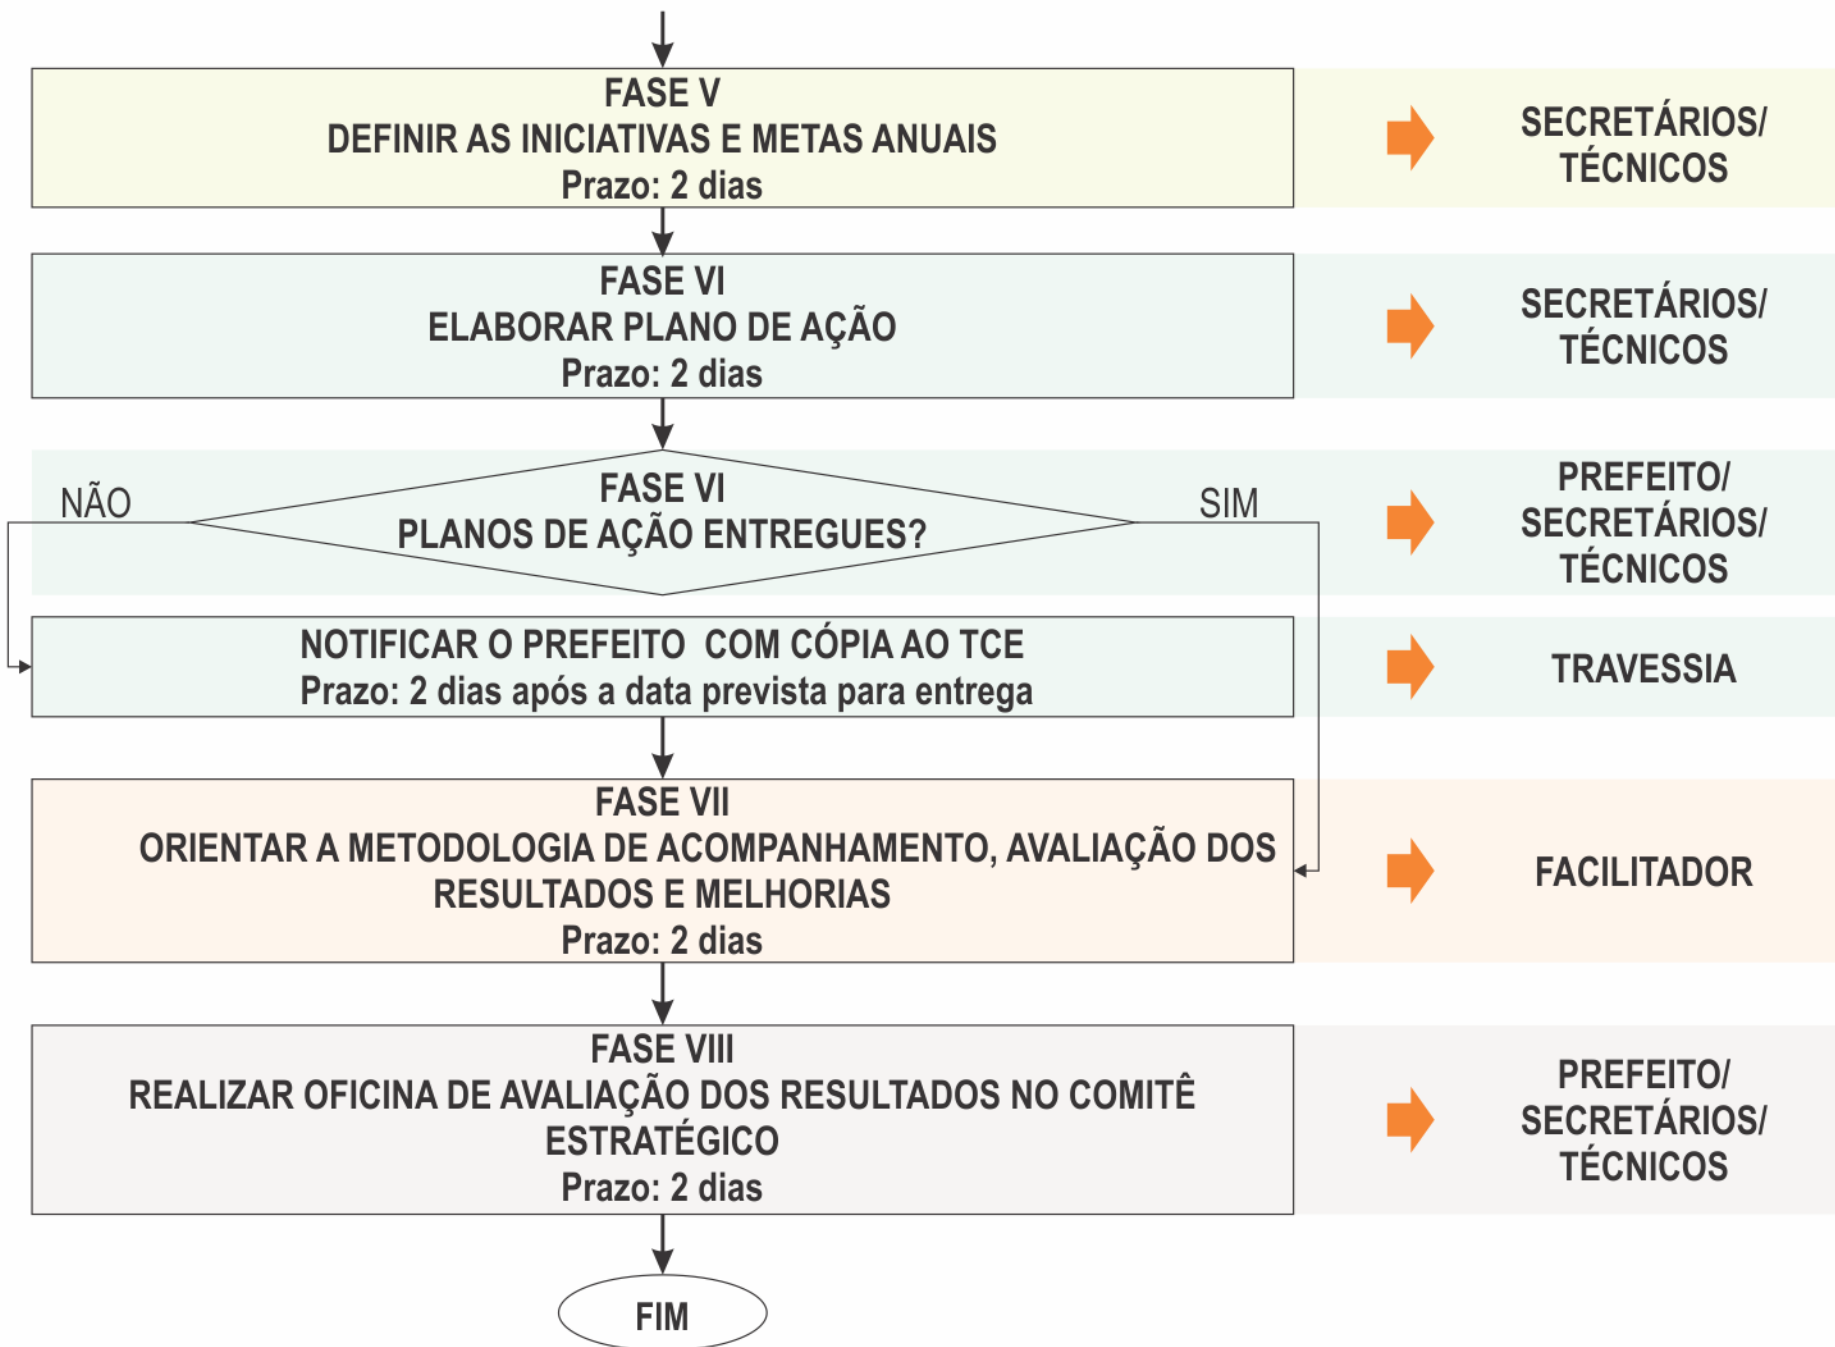 FASE V
DEFINIR AS INICIATIVAS E METAS ANUAIS
Prazo: 2 dias
SECRETÁRIOS/
TÉCNICOS
FASE VI
ELABORAR PLANO DE AÇÃO
Prazo: 2 dias
SECRETÁRIOS/
TÉCNICOS
NÃO
FASE VI
PLANOS DE AÇÃO ENTREGUES?
SIM
PREFEITO/
SECRETÁRIOS/
TÉCNICOS
NOTIFICAR O PREFEITO COM CÓPIA AO TCE
Prazo: 2 dias após a data prevista para entrega
TRAVESSIA
FASE VII
ORIENTAR A METODOLOGIA DE ACOMPANHAMENTO, AVALIAÇÃO DOS
RESULTADOS E MELHORIAS
Prazo: 2 dias
FACILITADOR
FASE VIII
REALIZAR OFICINA DE AVALIAÇÃO DOS RESULTADOS NO COMITÊ
ESTRATÉGICO
Prazo: 2 dias
PREFEITO/
SECRETÁRIOS/
TÉCNICOS
FIM